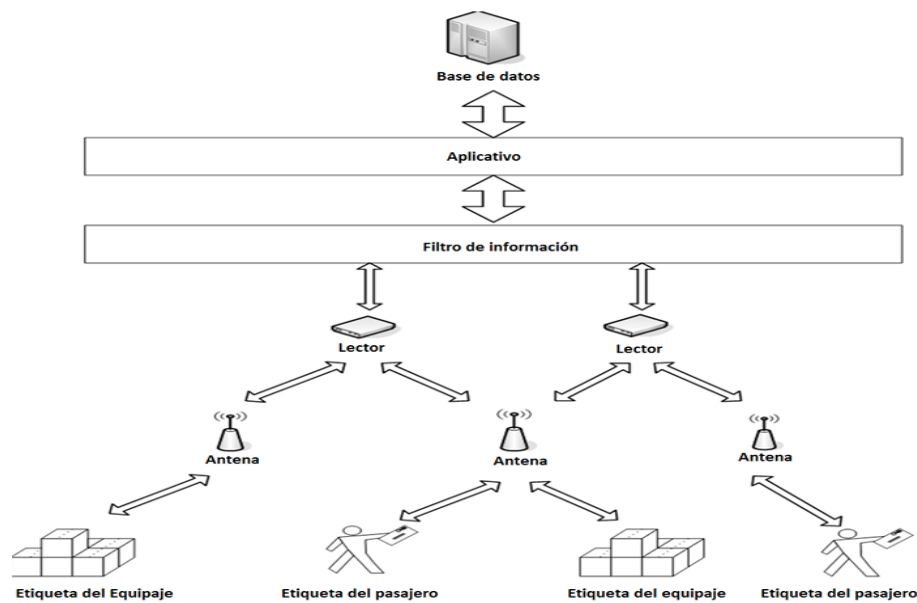 Base de datos
Aplicativo
Filtro de información
Lector
Lector
Antena
Antena
Antena
Etiqueta del Equipaje
Etiqueta del pasajero
Etiqueta del equipaje
Etiqueta del pasajero